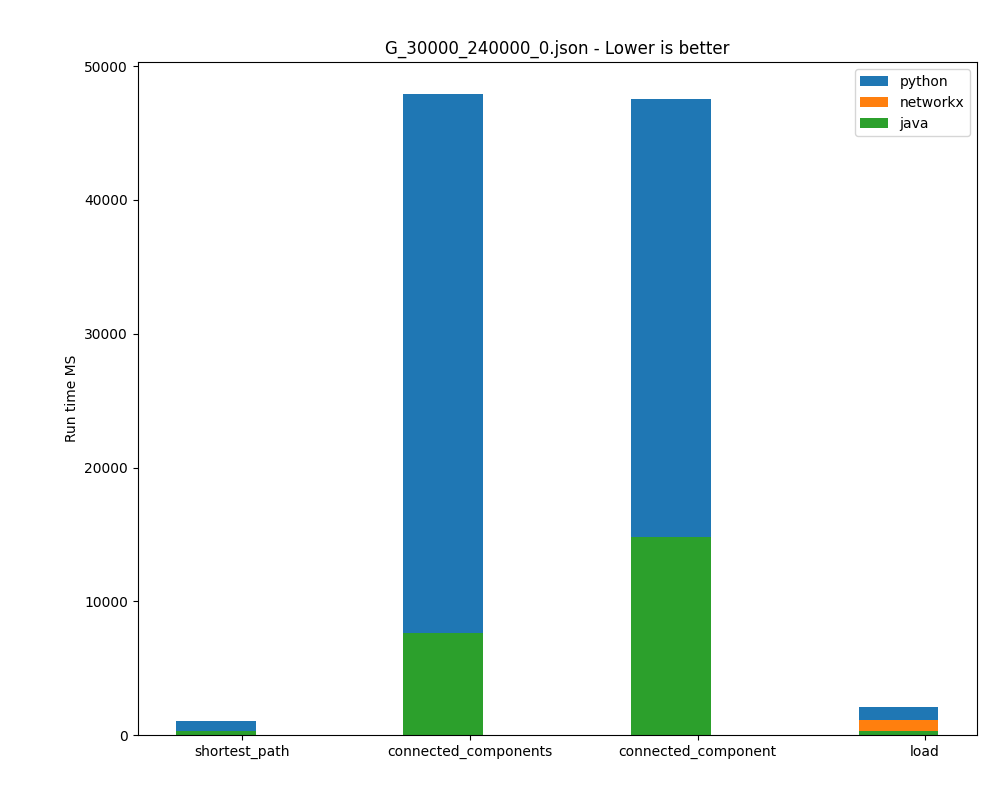 G_30000_240000_0.json - Lower is better
python
networkx
java
50000
40000
30000
20000
10000
0
Run time MS
shortest_path
connected_components
connected_component
load